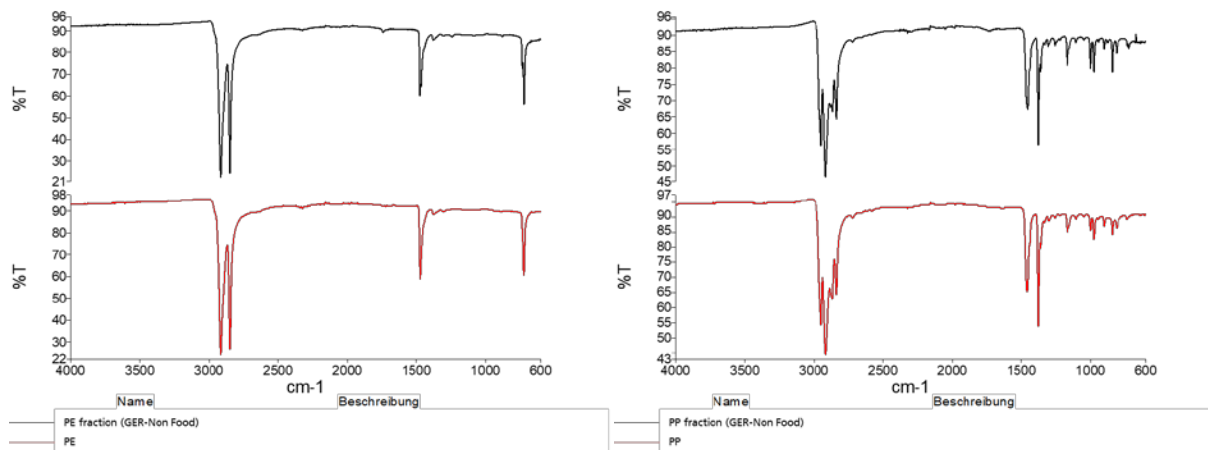 96
90
80
70
60
50
40
30
21
%T
98
90
80
70
60
50
40
30
22
%T
4000 3500 3000 2500 2000 1500 1000 600
cm-1
Name Beschreibung
PE fraction (GER-Non Food)
PE
96
90
85
80
75
70
65
60
55
50
45
%T
97
90
85
80
75
70
65
60
55
50
43
%T
4000 3500 3000 2500 2000 1500 1000 600
cm-1
Name Beschreibung
PP fraction (GER-Non Food)
PP